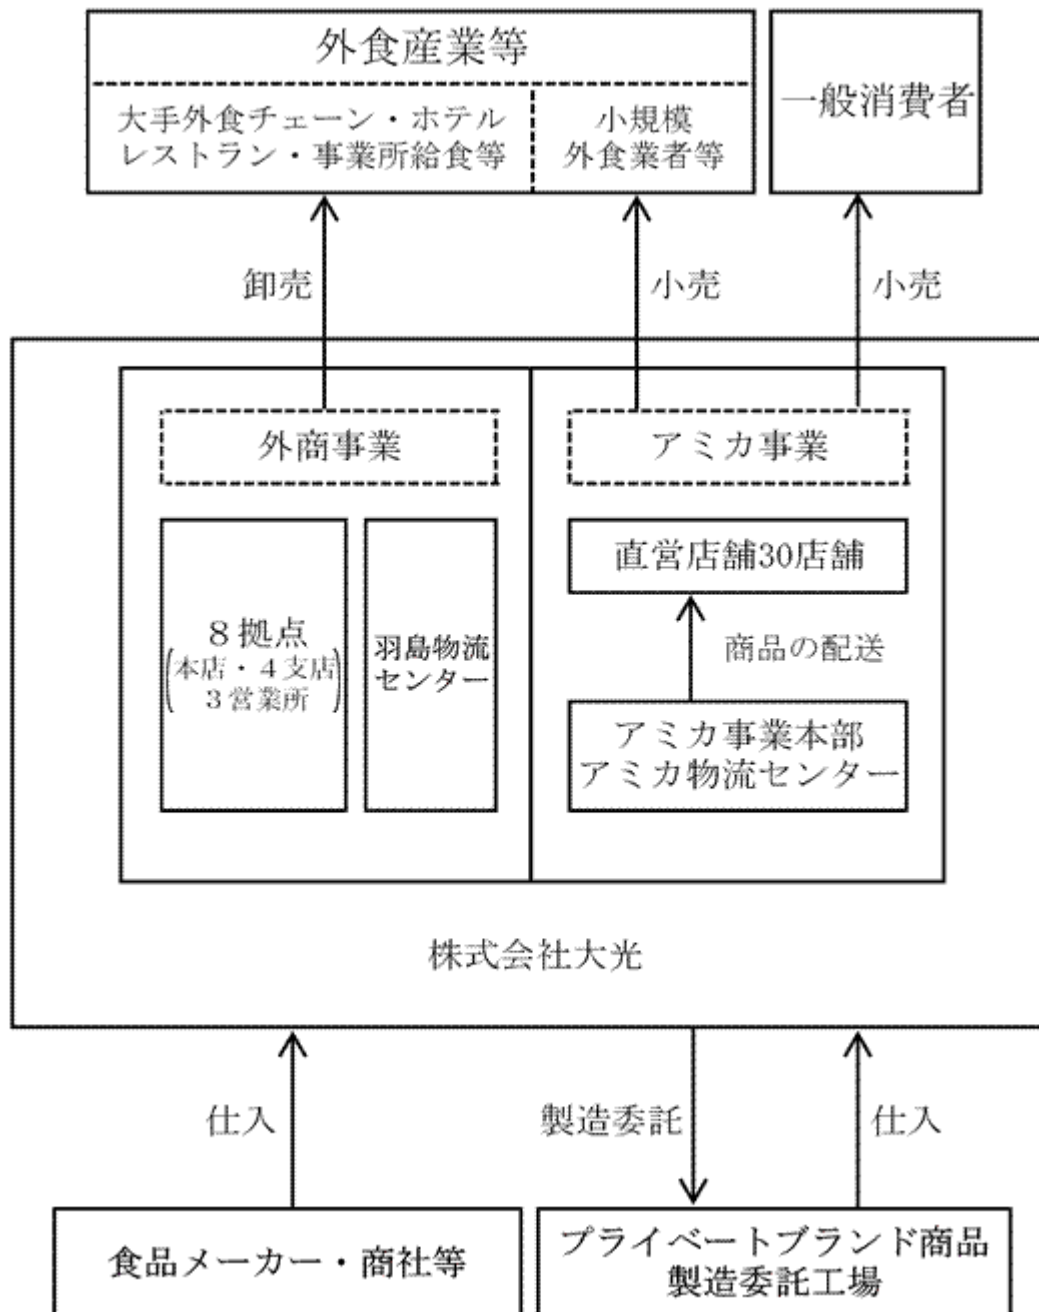 外食産業等
大手外食チェーン・ホテル
レストラン・事業所給食等
小規模
外食業者等
一般消費者
卸売
小売
小売
外商事業
アミカ事業
8拠点
(本店・4支店
3営業所)
羽島物流
センター
直営店舗30店舗
商品の配送
アミカ事業本部
アミカ物流センター
株式会社大光
仕入
製造委託
仕入
食品メーカー・商社等
プライベートブランド商品
製造委託工場